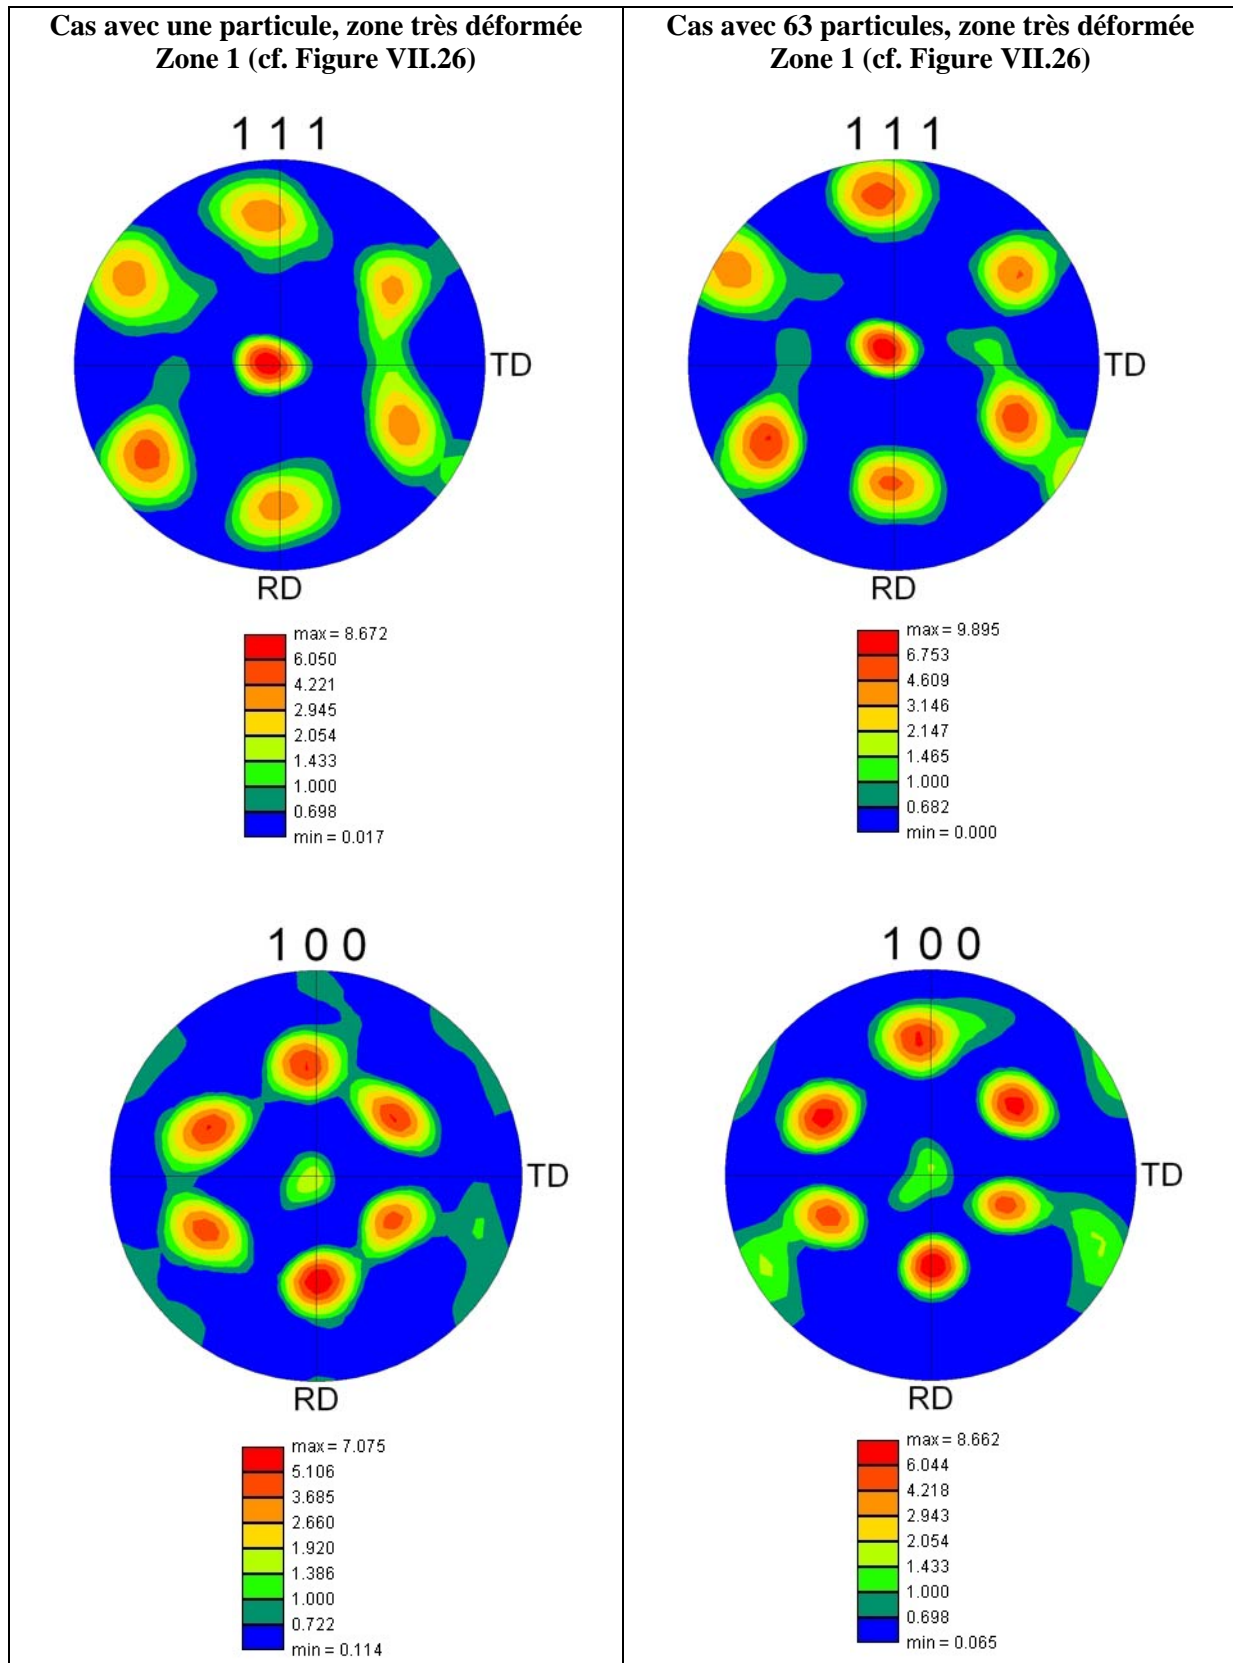 Cas avec une particule, zone très déformée
Zone 1 (cf. Figure VII.26)
Cas avec 63 particules, zone très déformée
Zone 1 (cf. Figure VII.26)
1 1 1
TD
RD
max = 8.672
6.050
4.221
2.945
2.054
1.433
1.000
0.698
min = 0.017
1 1 1
TD
RD
max = 9.895
6.753
4.609
3.146
2.147
1.465
1.000
0.682
min = 0.000
1 0 0
TD
RD
max = 7.075
5.106
3.685
2.660
1.920
1.386
1.000
0.722
min = 0.114
1 0 0
TD
RD
max = 8.662
6.044
4.218
2.943
2.054
1.433
1.000
0.698
min = 0.065